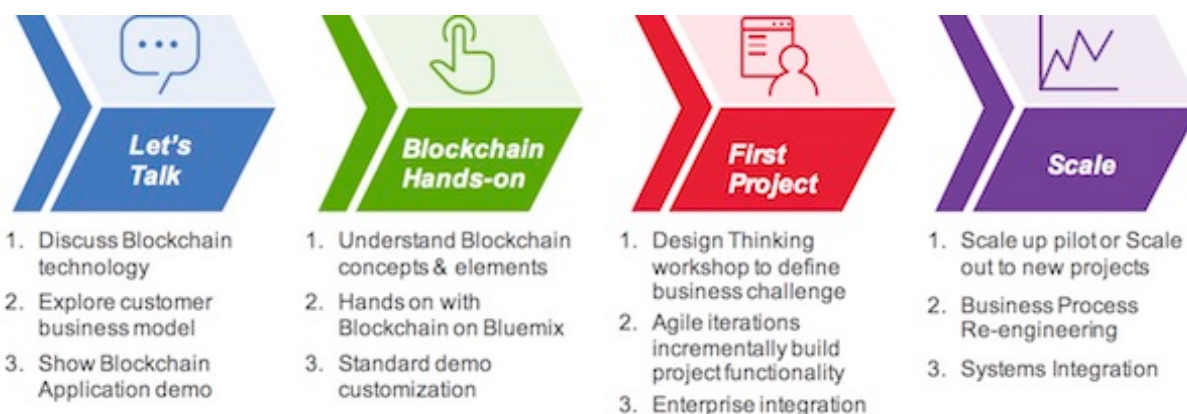 Let's
Talk
1. Discuss Blockchain
technology
2. Explore customer
business model
3. Show Blockchain
Application demo
Blockchain
Hands-on
1. Understand Blockchain
concepts & elements
2. Hands on with
Blockchain on Bluemix
3. Standard demo
customization
First
Project
1. Design Thinking
workshop to define
business challenge
2. Agile iterations
incrementally build
project functionality
3. Enterprise integration
Scale
1. Scale up pilot or Scale
out to new projects
2. Business Process
Re-engineering
3. Systems Integration